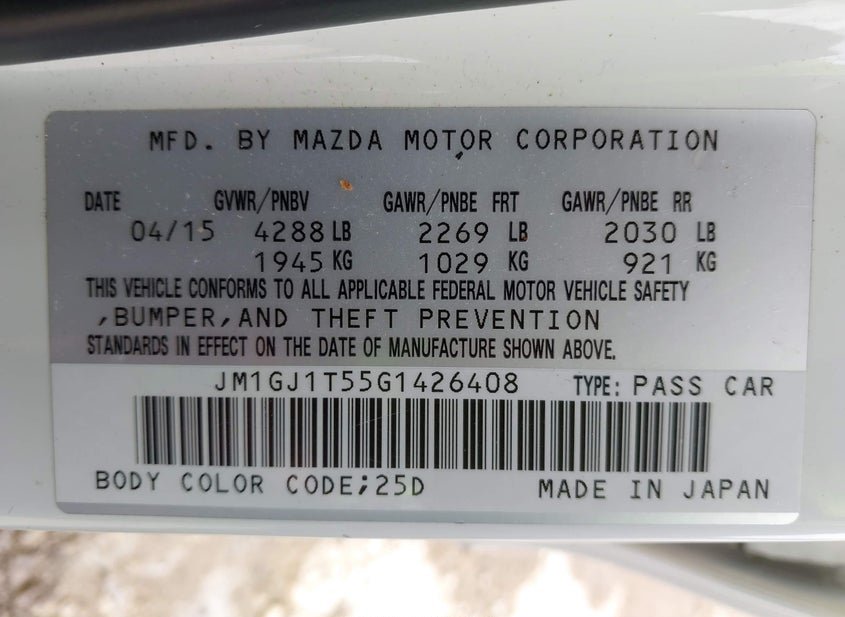 MFD. BY MAZDA MOTOR CORPORATION
DATE GVWR/PNBV GAWR/PNBE FRT GAWR/PNBE RR
04/15 4288 LB 2269 LB 2030 LB
1945 KG 1029 KG 921 KG
THIS VEHICLE CONFORMS TO ALL APPLICABLE FEDERAL MOTOR VEHICLE SAFETY
,BUMPER,AND THEFT PREVENTION
STANDARDS IN EFFECT ON THE DATE OF MANUFACTURE SHOWN ABOVE.
JM1GJ1T55G1426408 TYPE: PASS CAR
BODY COLOR CODE;25D MADE IN JAPAN